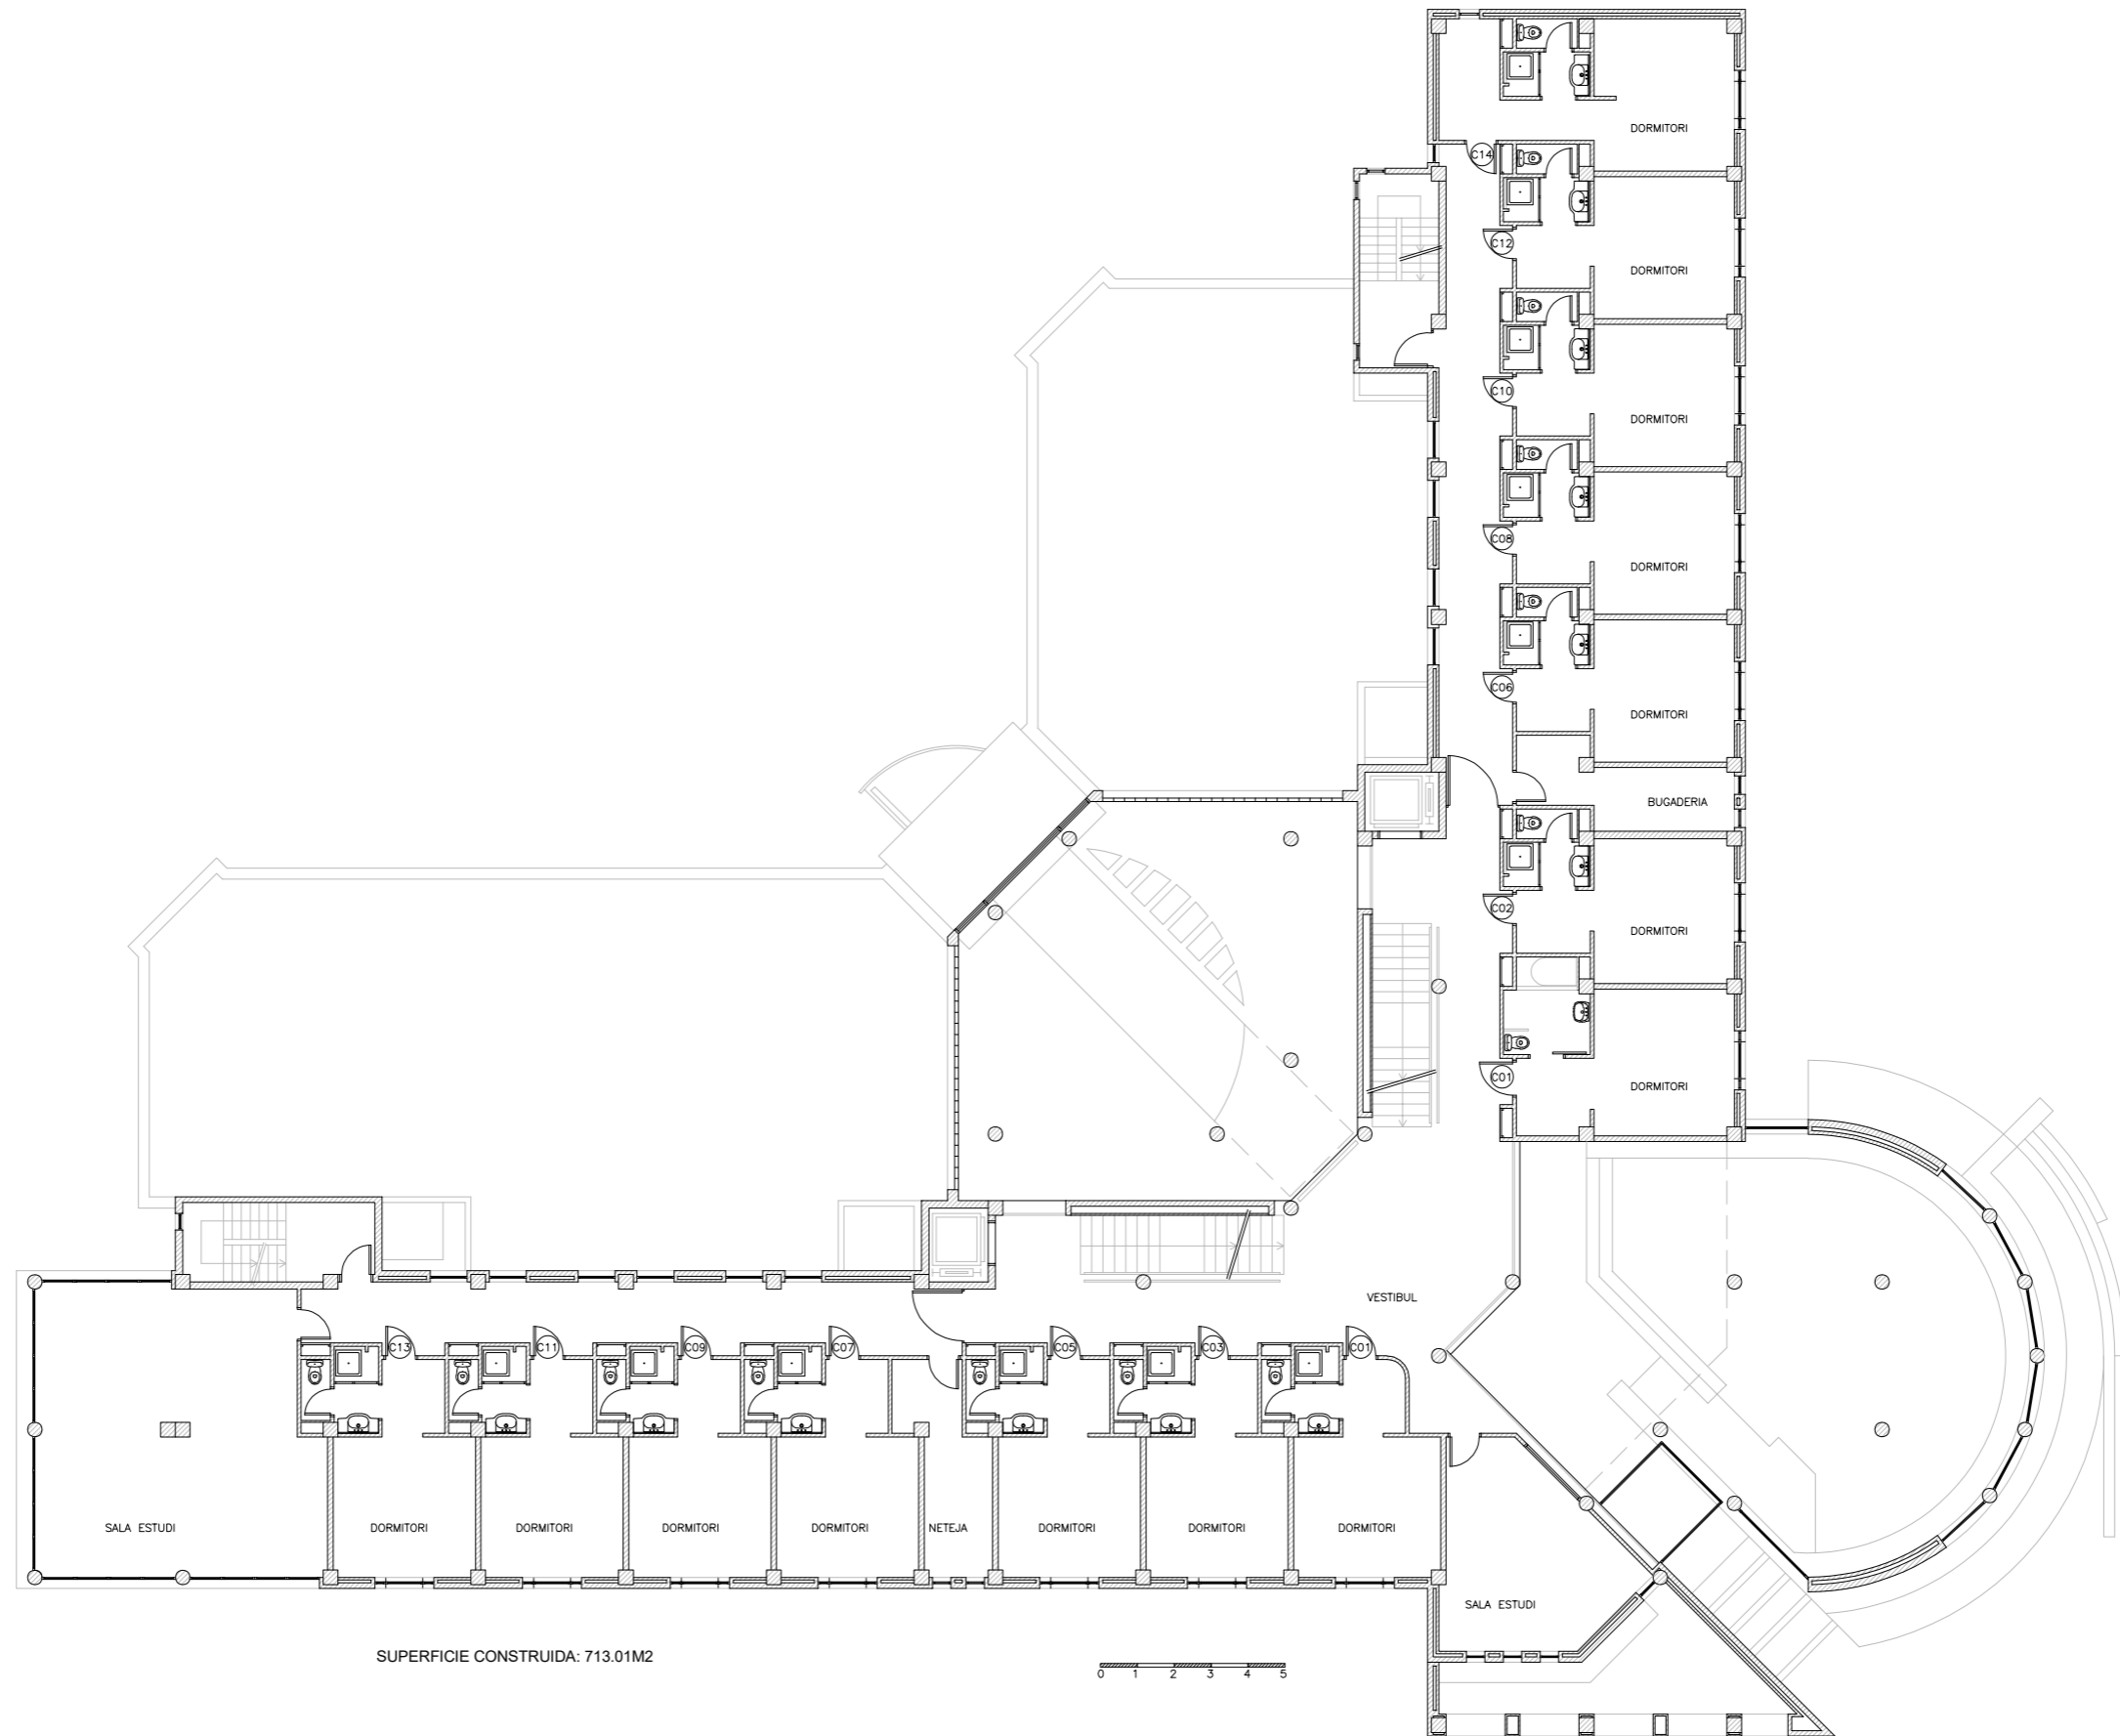 DORMITORI
C14
C12
DORMITORI
C10
DORMITORI
C08
DORMITORI
C06
DORMITORI
BUGADERIA
C02
DORMITORI
C01
DORMITORI
VESTIBUL
C13 C11 C09 C07 C05 C03 C01
SALA ESTUDI DORMITORI DORMITORI DORMITORI DORMITORI NETEJA DORMITORI DORMITORI DORMITORI
SALA ESTUDI
SUPERFICIE CONSTRUIDA: 713.01M2
0 1 2 3 4 5